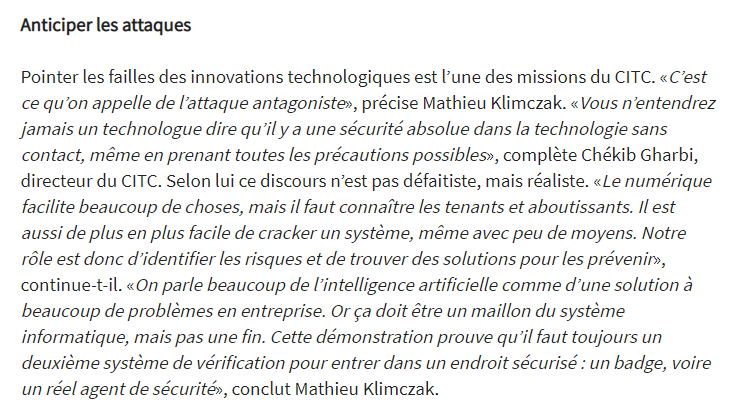 Anticiper les attaques
Pointer les failles des innovations technologiques est l’une des missions du CITC. «C’est
ce qu’on appelle de l’attaque antagoniste», précise Mathieu Klimczak. «Vous n’entendrez
jamais un technologue dire qu’il y a une sécurité absolue dans la technologie sans
contact, même en prenant toutes les précautions possibles», complète Chékib Gharbi,
directeur du CITC. Selon lui ce discours n’est pas défaitiste, mais réaliste. «Le numérique
facilite beaucoup de choses, mais il faut connaître les tenants et aboutissants. Il est
aussi de plus en plus facile de cracker un système, même avec peu de moyens. Notre
rôle est donc d’identifier les risques et de trouver des solutions pour les prévenir»,
continue-t-il. «On parle beaucoup de l’intelligence artificielle comme d’une solution à
beaucoup de problèmes en entreprise. Or ça doit être un maillon du système
informatique, mais pas une fin. Cette démonstration prouve qu’il faut toujours un
deuxième système de vérification pour entrer dans un endroit sécurisé : un badge, voire
un réel agent de sécurité», conclut Mathieu Klimczak.